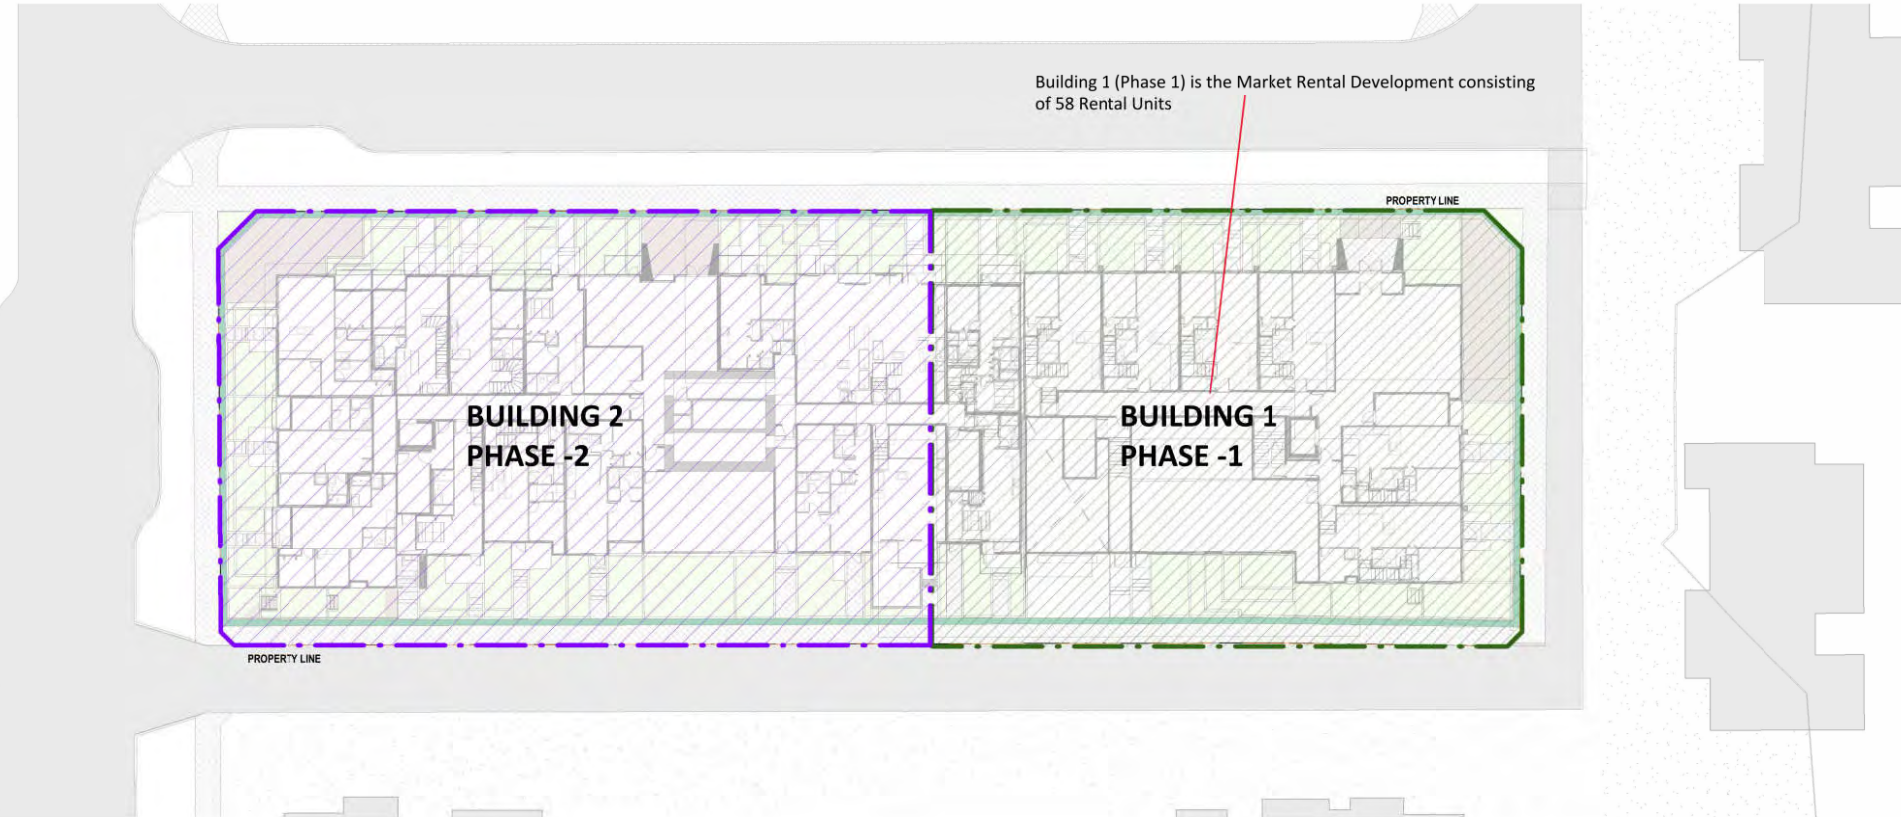 Building 1 (Phase 1) is the Market Rental Development consisting
of 58 Rental Units
PROPERTY LINE
BUILDING 2
PHASE -2
BUILDING 1
PHASE -1
PROPERTY LINE